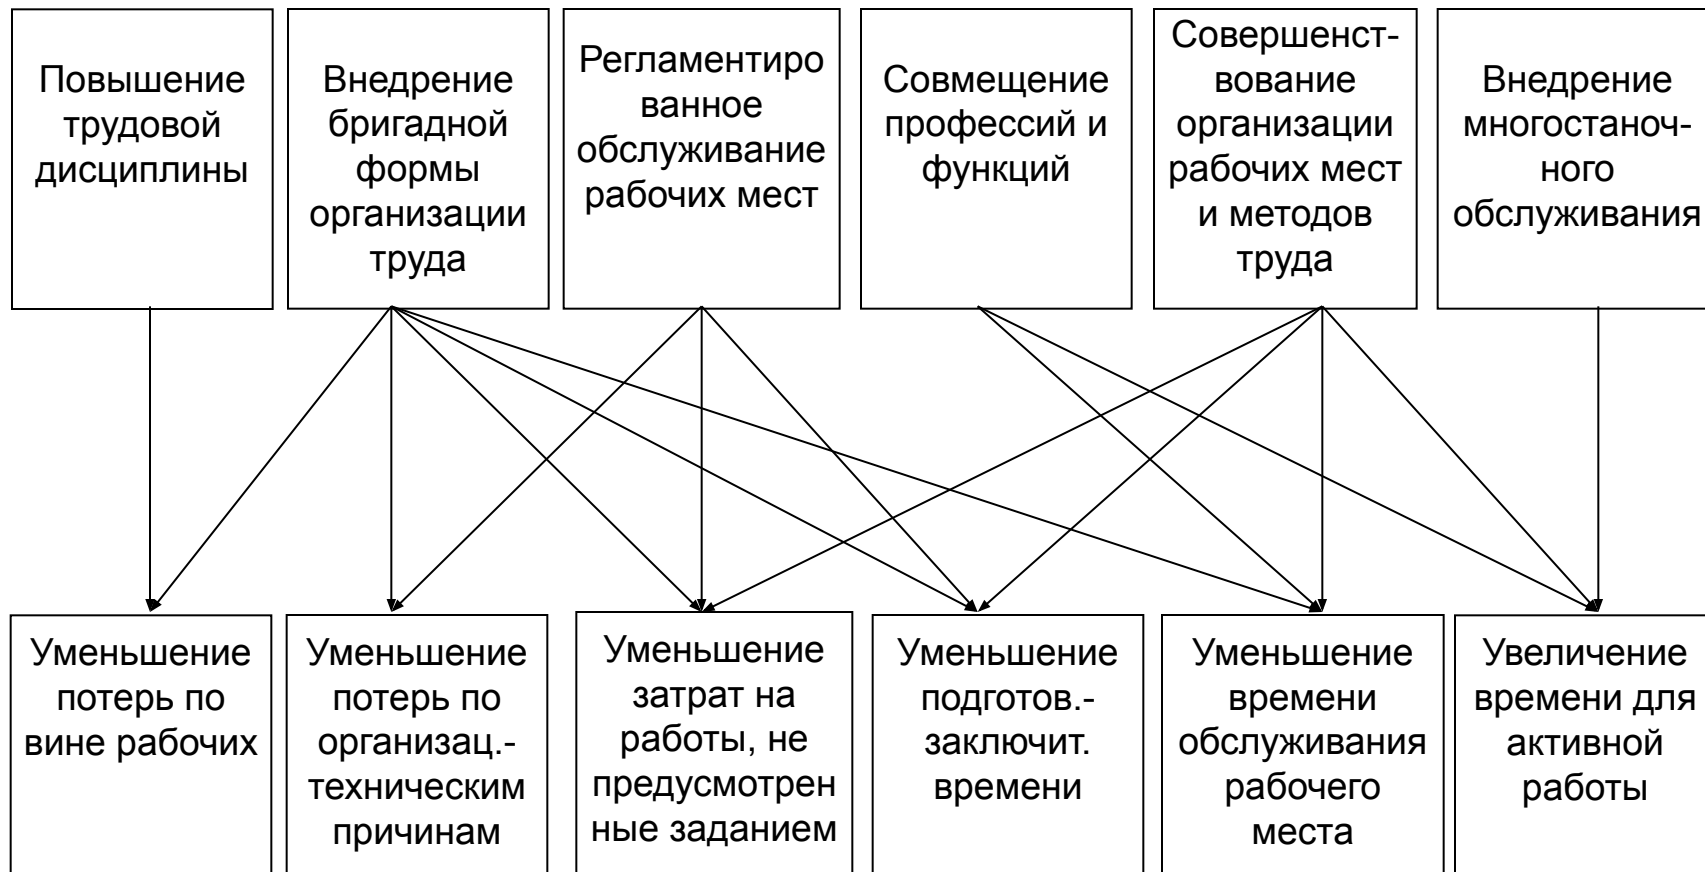 Повышение
трудовой
дисциплины
Внедрение
бригадной
формы
организации
труда
Регламентиро
ванное
обслуживание
рабочих мест
Совмещение
профессий и
функций
Совершенст-
вование
организации
рабочих мест
и методов
труда
Внедрение
многостаноч-
ного
обслуживания
Уменьшение
потерь по
вине рабочих
Уменьшение
потерь по
организац.-
техническим
причинам
Уменьшение
затрат на
работы, не
предусмотрен
ные заданием
Уменьшение
подготов.-
заключит.
времени
Уменьшение
времени
обслуживания
рабочего
места
Увеличение
времени для
активной
работы